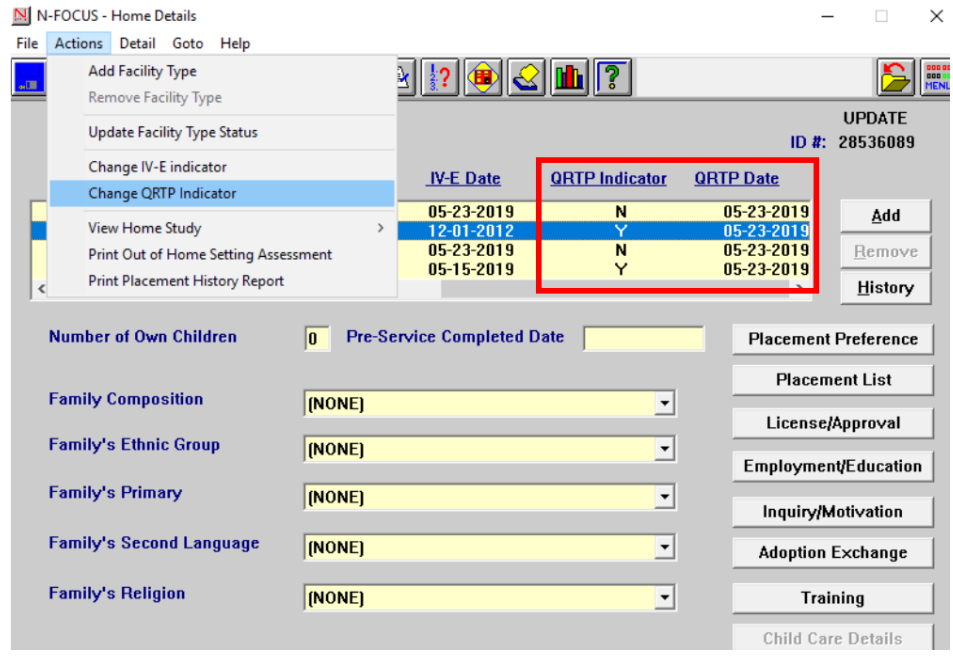 N-FOCUS - Home Details
File Actions Detail Goto Help
Add Facility Type
Remove Facility Type
Update Facility Type Status
Change IV-E indicator
Change QRTP Indicator
View Home Study
Print Out of Home Setting Assessment
Print Placement History Report
MENU
UPDATE
ID #: 28536089
IV-E Date QRTP Indicator QRTP Date
05-23-2019 N 05-23-2019
12-01-2012 Y 05-23-2019
05-23-2019 N 05-23-2019
05-15-2019 Y 05-23-2019
Add
Remove
History
Number of Own Children 0 Pre-Service Completed Date
Family Composition (NONE)
Family's Ethnic Group (NONE)
Family's Primary (NONE)
Family's Second Language (NONE)
Family's Religion (NONE)
Placement Preference
Placement List
License/Approval
Employment/Education
Inquiry/Motivation
Adoption Exchange
Training
Child Care Details